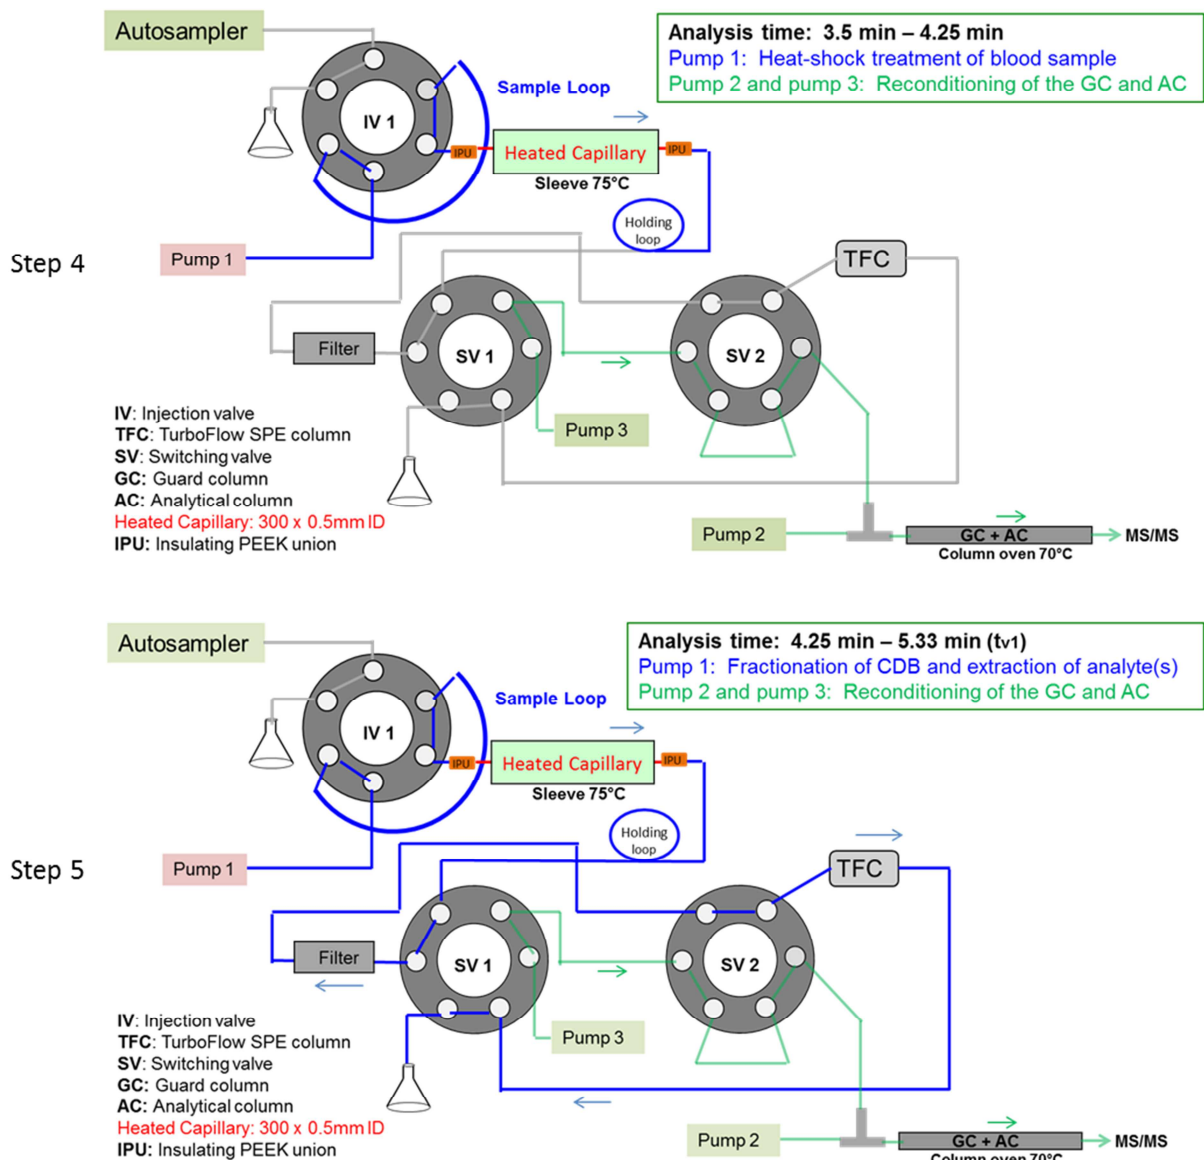 Autosampler
Analysis time: 3.5 min – 4.25 min
Pump 1: Heat-shock treatment of blood sample
Pump 2 and pump 3: Reconditioning of the GC and AC
Sample Loop
IV 1
IPU
Heated Capillary
IPU
Sleeve 75°C
Holding
loop
Step 4
Pump 1
TFC
Filter
SV 1
SV 2
IV: Injection valve
TFC: TurboFlow SPE column
SV: Switching valve
GC: Guard column
AC: Analytical column
Heated Capillary: 300 x 0.5mm ID
IPU: Insulating PEEK union
Pump 3
Pump 2
GC + AC
MS/MS
Column oven 70°C
Autosampler
Analysis time: 4.25 min – 5.33 min (tv1)
Pump 1: Fractionation of CDB and extraction of analyte(s)
Pump 2 and pump 3: Reconditioning of the GC and AC
Sample Loop
IV 1
IPU
Heated Capillary
IPU
Sleeve 75°C
Holding
loop
Step 5
Pump 1
TFC
Filter
SV 1
SV 2
IV: Injection valve
TFC: TurboFlow SPE column
SV: Switching valve
GC: Guard column
AC: Analytical column
Heated Capillary: 300 x 0.5mm ID
IPU: Insulating PEEK union
Pump 3
Pump 2
GC + AC
MS/MS
Column oven 70°C